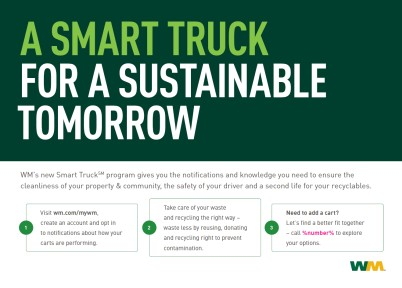 A SMART TRUCK
FOR A SUSTAINABLE
TOMORROW
WM's new Smart Truck℠ program gives you the notifications and knowledge you need to ensure the
cleanliness of your property & community, the safety of your driver and a second life for your recyclables.
1
Visit wm.com/mywm,
create an account and opt in
to notifications about how your
carts are performing.
2
Take care of your waste
and recycling the right way –
waste less by reusing, donating
and recycling right to prevent
contamination.
3
Need to add a cart?
Let's find a better fit together
– call %number% to explore
your options.
WM